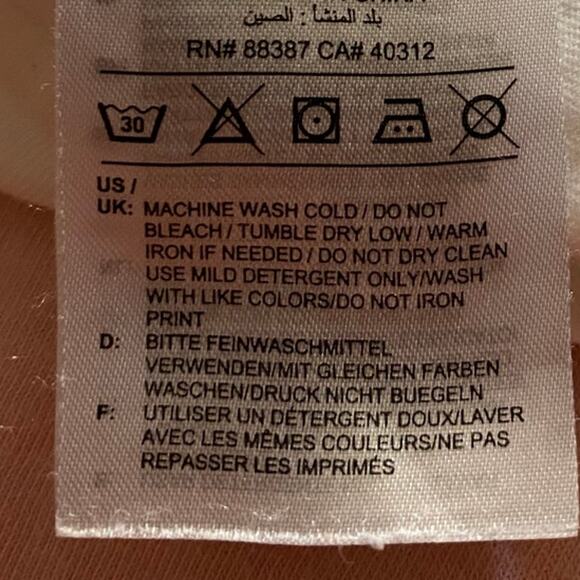 بلد المنشأ : الصين
RN# 88387 CA# 40312
30
US /
UK: MACHINE WASH COLD / DO NOT
BLEACH / TUMBLE DRY LOW / WARM
IRON IF NEEDED / DO NOT DRY CLEAN
USE MILD DETERGENT ONLY/WASH
WITH LIKE COLORS/DO NOT IRON
PRINT
D: BITTE FEINWASCHMITTEL
VERWENDEN/MIT GLEICHEN FARBEN
WASCHEN/DRUCK NICHT BUEGELN
F: UTILISER UN DÉTERGENT DOUX/LAVER
AVEC LES MÊMES COULEURS/NE PAS
REPASSER LES IMPRIMÉS